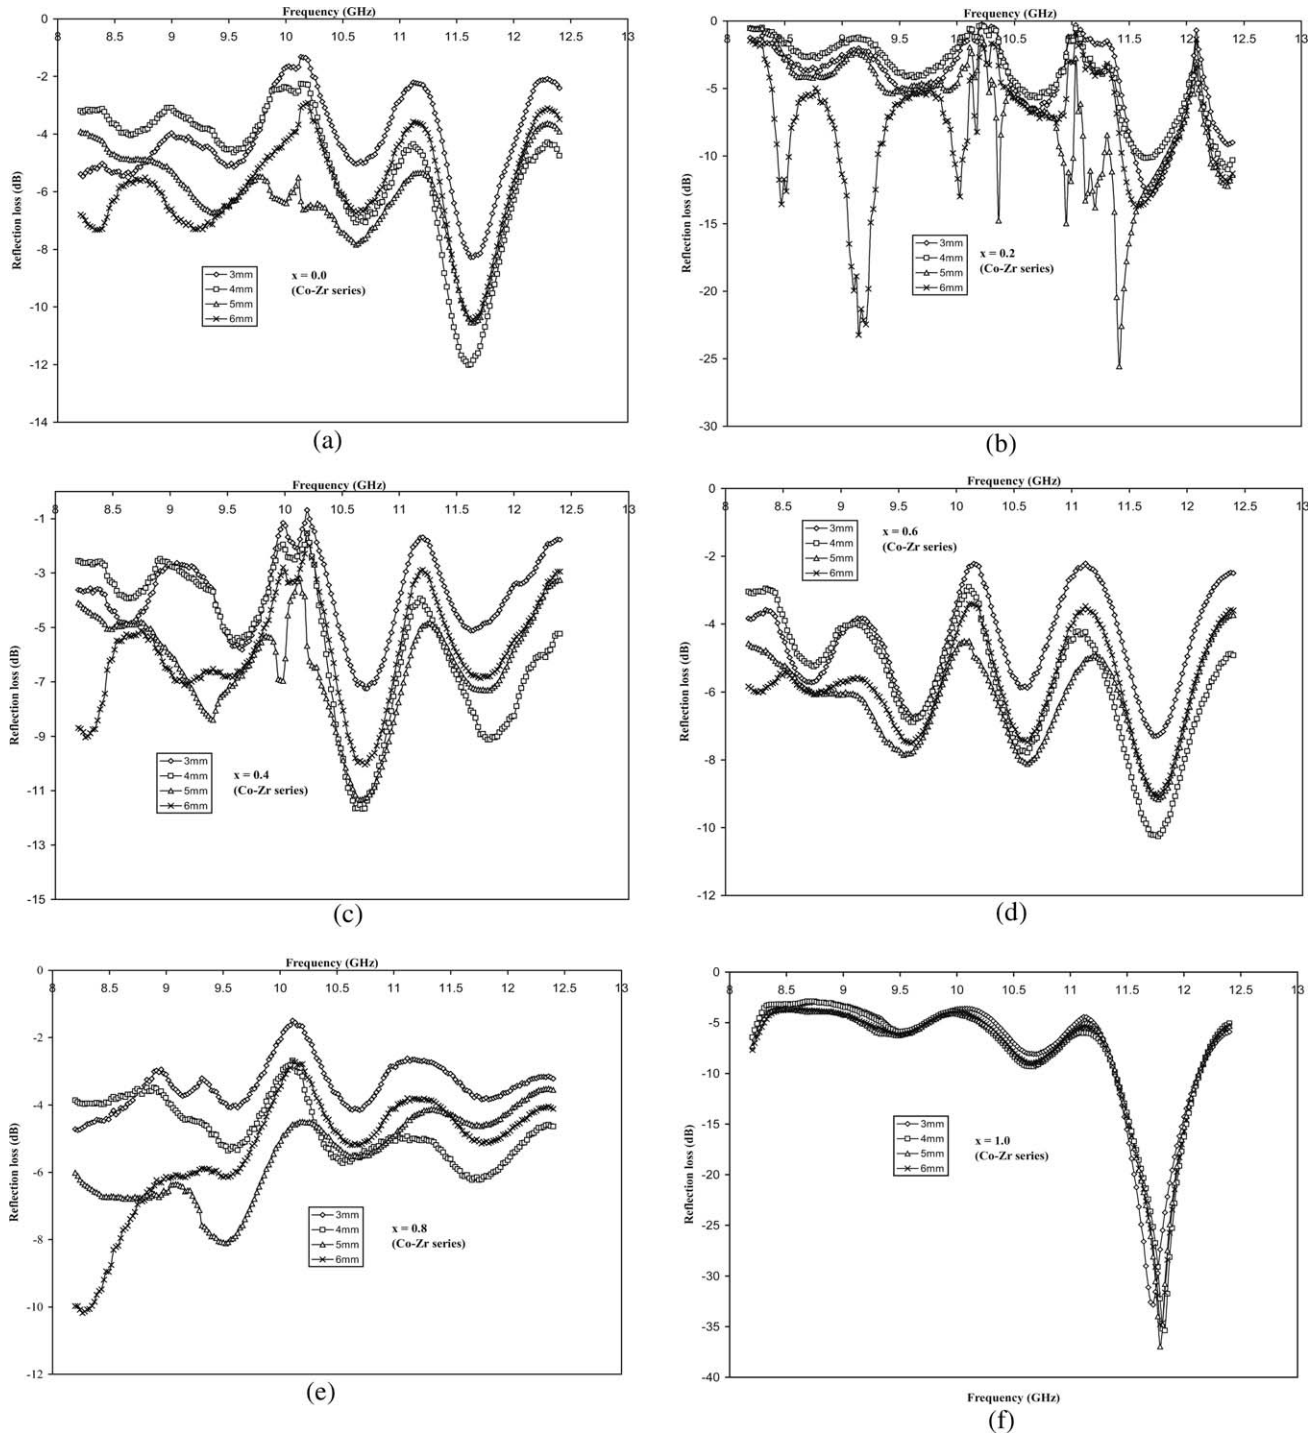 Frequency (GHz)
0
8 8.5 9 9.5 10 10.5 11 11.5 12 12.5 13
-2
-4
-6
-8
-10
-12
-14
Reflection loss (dB)
3mm
4mm
5mm
6mm
x = 0.0
(Co-Zr series)
(a)
Frequency (GHz)
0
8 8.5 9 9.5 10 10.5 11 11.5 12 12.5 13
-5
-10
-15
-20
-25
-30
Reflection loss (dB)
3mm
4mm
5mm
6mm
x = 0.2
(Co-Zr series)
(b)
Frequency (GHz)
8 8.5 9 9.5 10 10.5 11 11.5 12 12.5 13
-1
-3
-5
-7
-9
-11
-13
-15
Reflection loss (dB)
3mm
4mm
5mm
6mm
x = 0.4
(Co-Zr series)
(c)
Frequency (GHz)
0
8 8.5 9 9.5 10 10.5 11 11.5 12 12.5 13
-2
-4
-6
-8
-10
-12
Reflection loss (dB)
3mm
4mm
5mm
6mm
x = 0.6
(Co-Zr series)
(d)
Frequency (GHz)
0
8 8.5 9 9.5 10 10.5 11 11.5 12 12.5 13
-2
-4
-6
-8
-10
-12
Reflection loss (dB)
3mm
4mm
5mm
6mm
x = 0.8
(Co-Zr series)
(e)
0
8 8.5 9 9.5 10 10.5 11 11.5 12 12.5 13
-5
-10
-15
-20
-25
-30
-35
-40
Reflection loss (dB)
3mm
4mm
5mm
6mm
x = 1.0
(Co-Zr series)
Frequency (GHz)
(f)